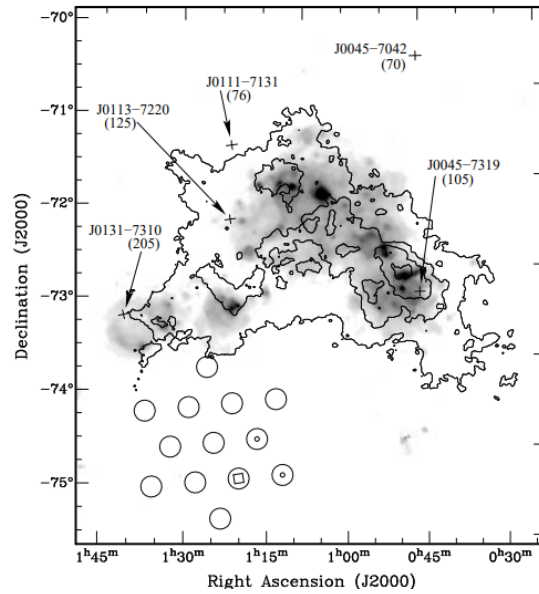 −70°
J0045−7042
(70)
J0111−7131
(76)
−71°
J0113−7220
(125)
J0045−7319
(105)
−72°
J0131−7310
(205)
−73°
−74°
−75°
Declination (J2000)
1ʰ45ᵐ 1ʰ30ᵐ 1ʰ15ᵐ 1ʰ00ᵐ 0ʰ45ᵐ 0ʰ30ᵐ
Right Ascension (J2000)